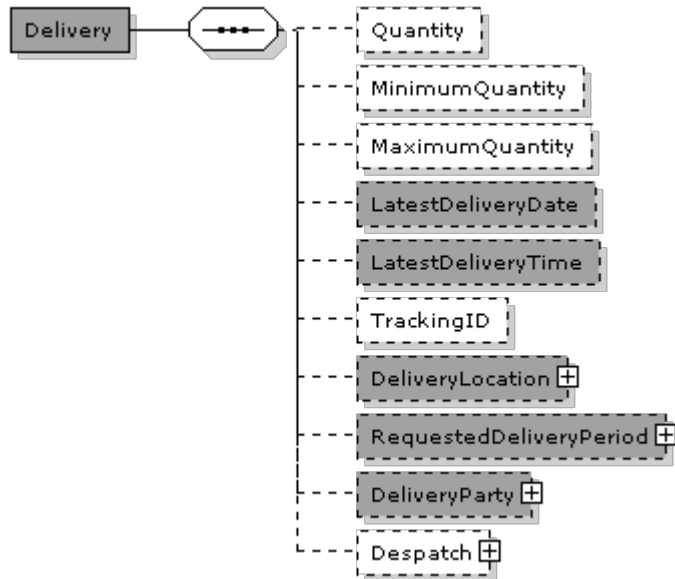 Delivery
Quantity
MinimumQuantity
MaximumQuantity
LatestDeliveryDate
LatestDeliveryTime
TrackingID
DeliveryLocation
RequestedDeliveryPeriod
DeliveryParty
Despatch